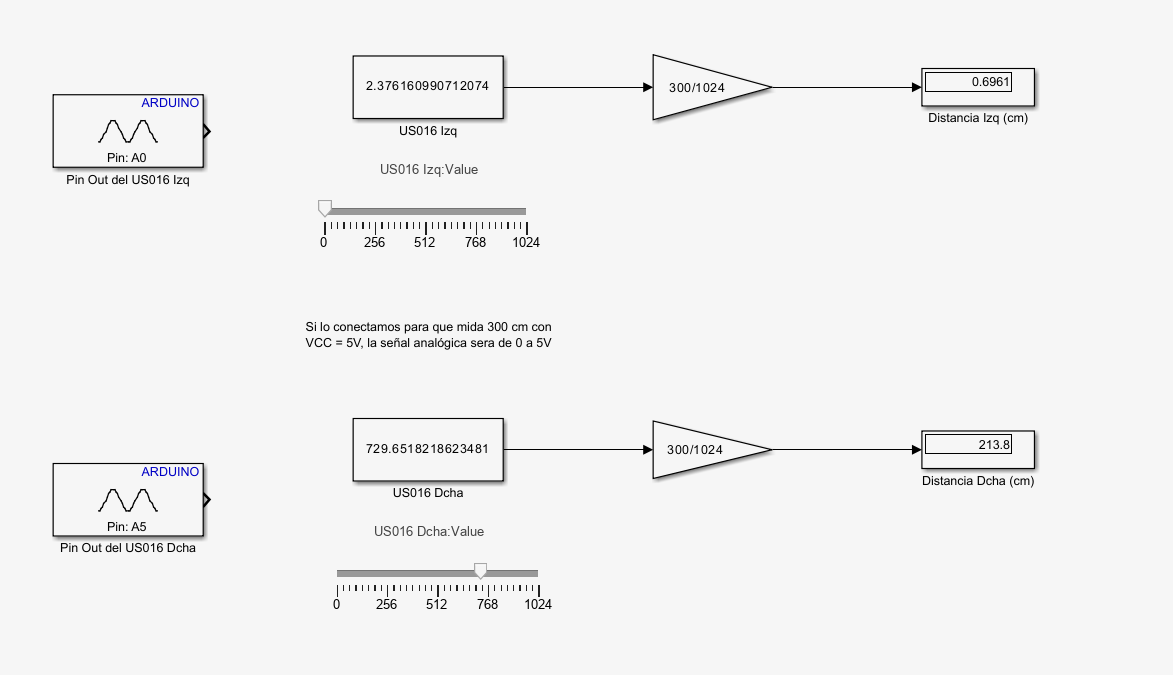 ARDUINO
Pin: A0
Pin Out del US016 Izq
2.376160990712074
US016 Izq
300/1024
0.6961
Distancia Izq (cm)
US016 Izq:Value
0 256 512 768 1024
Si lo conectamos para que mida 300 cm con
VCC = 5V, la señal analógica sera de 0 a 5V
ARDUINO
Pin: A5
Pin Out del US016 Dcha
729.6518218623481
US016 Dcha
300/1024
213.8
Distancia Dcha (cm)
US016 Dcha:Value
0 256 512 768 1024